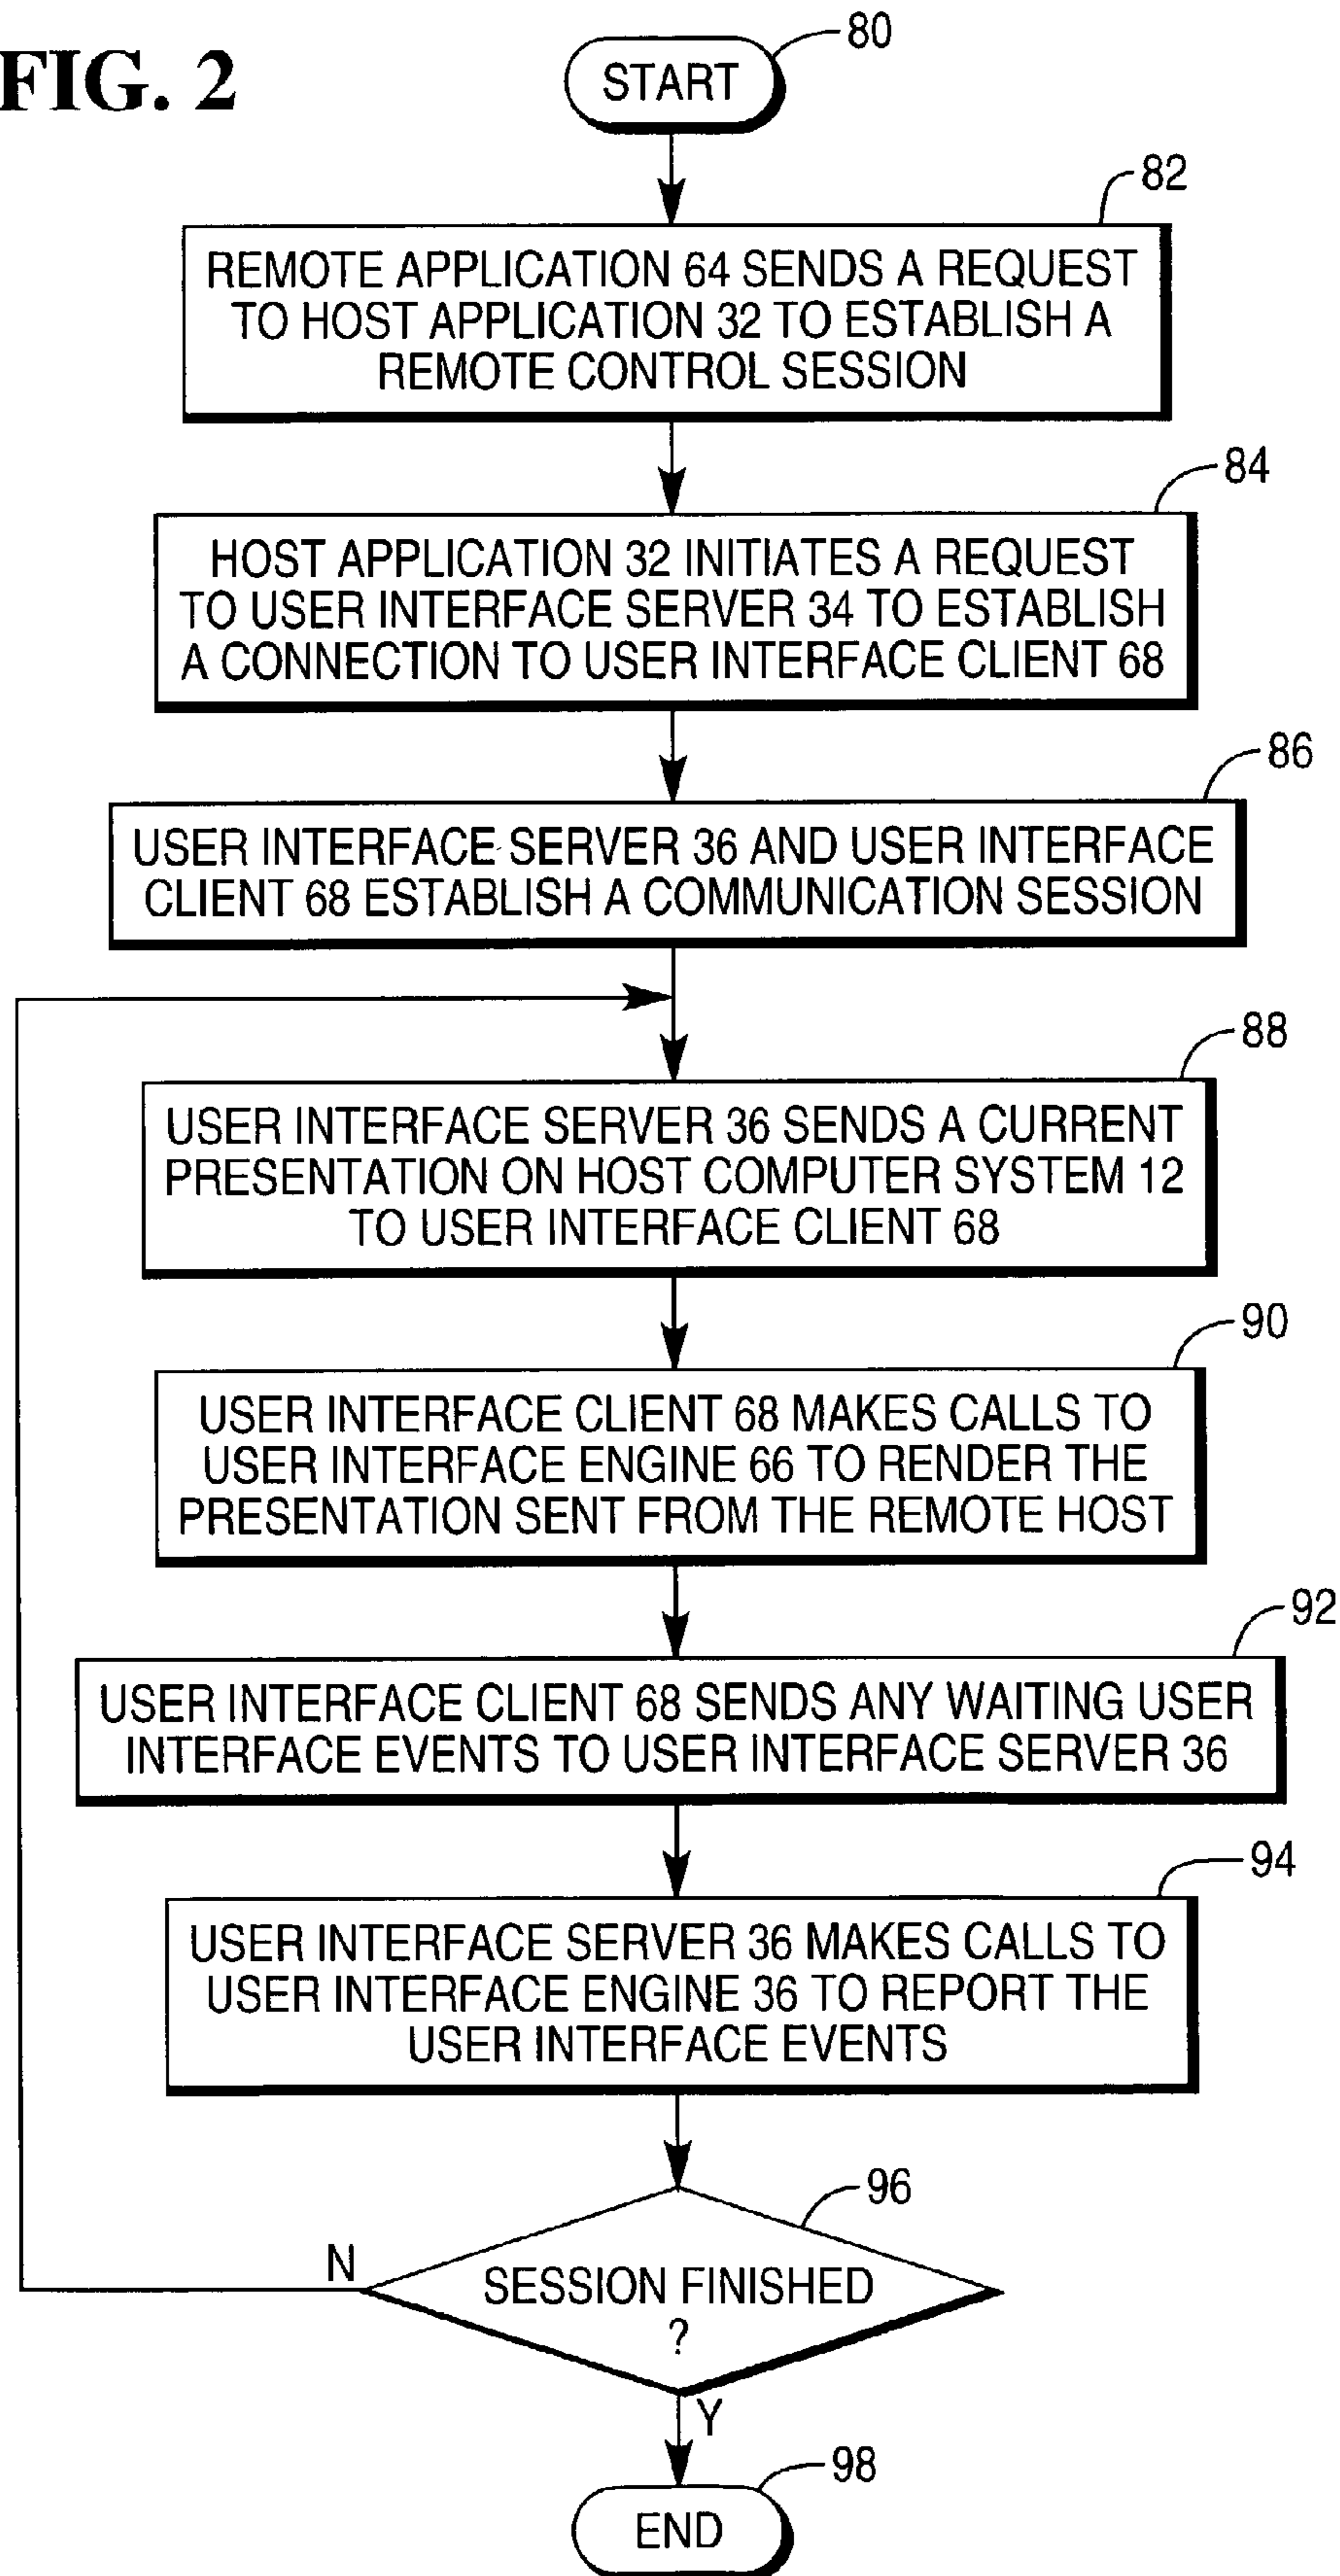 FIG. 2
80
START
82
REMOTE APPLICATION 64 SENDS A REQUEST
TO HOST APPLICATION 32 TO ESTABLISH A
REMOTE CONTROL SESSION
84
HOST APPLICATION 32 INITIATES A REQUEST
TO USER INTERFACE SERVER 34 TO ESTABLISH
A CONNECTION TO USER INTERFACE CLIENT 68
86
USER INTERFACE SERVER 36 AND USER INTERFACE
CLIENT 68 ESTABLISH A COMMUNICATION SESSION
88
USER INTERFACE SERVER 36 SENDS A CURRENT
PRESENTATION ON HOST COMPUTER SYSTEM 12
TO USER INTERFACE CLIENT 68
90
USER INTERFACE CLIENT 68 MAKES CALLS TO
USER INTERFACE ENGINE 66 TO RENDER THE
PRESENTATION SENT FROM THE REMOTE HOST
92
USER INTERFACE CLIENT 68 SENDS ANY WAITING USER
INTERFACE EVENTS TO USER INTERFACE SERVER 36
94
USER INTERFACE SERVER 36 MAKES CALLS TO
USER INTERFACE ENGINE 36 TO REPORT THE
USER INTERFACE EVENTS
96
N
SESSION FINISHED
?
Y
98
END